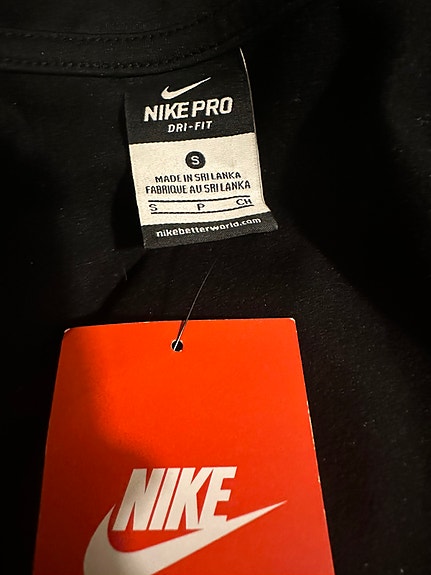 NIKE PRO
DRI-FIT
S
MADE IN SRI LANKA
FABRIQUE AU SRI LANKA
S P CH
nikebetterworld.com
NIKE